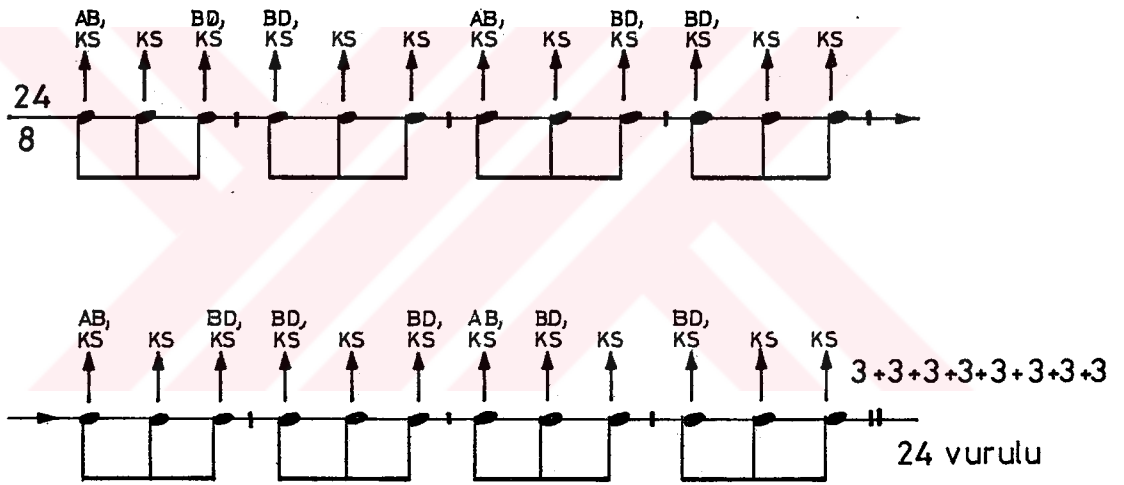 AB, BD, BD, AB, BD, BD,
KS KS KS KS KS KS KS KS KS KS KS KS
24
8
AB, BD, BD, BD, AB, BD, BD,
KS KS KS KS KS KS KS KS KS KS KS KS
3+3+3+3+3+3+3+3
24 vurulu